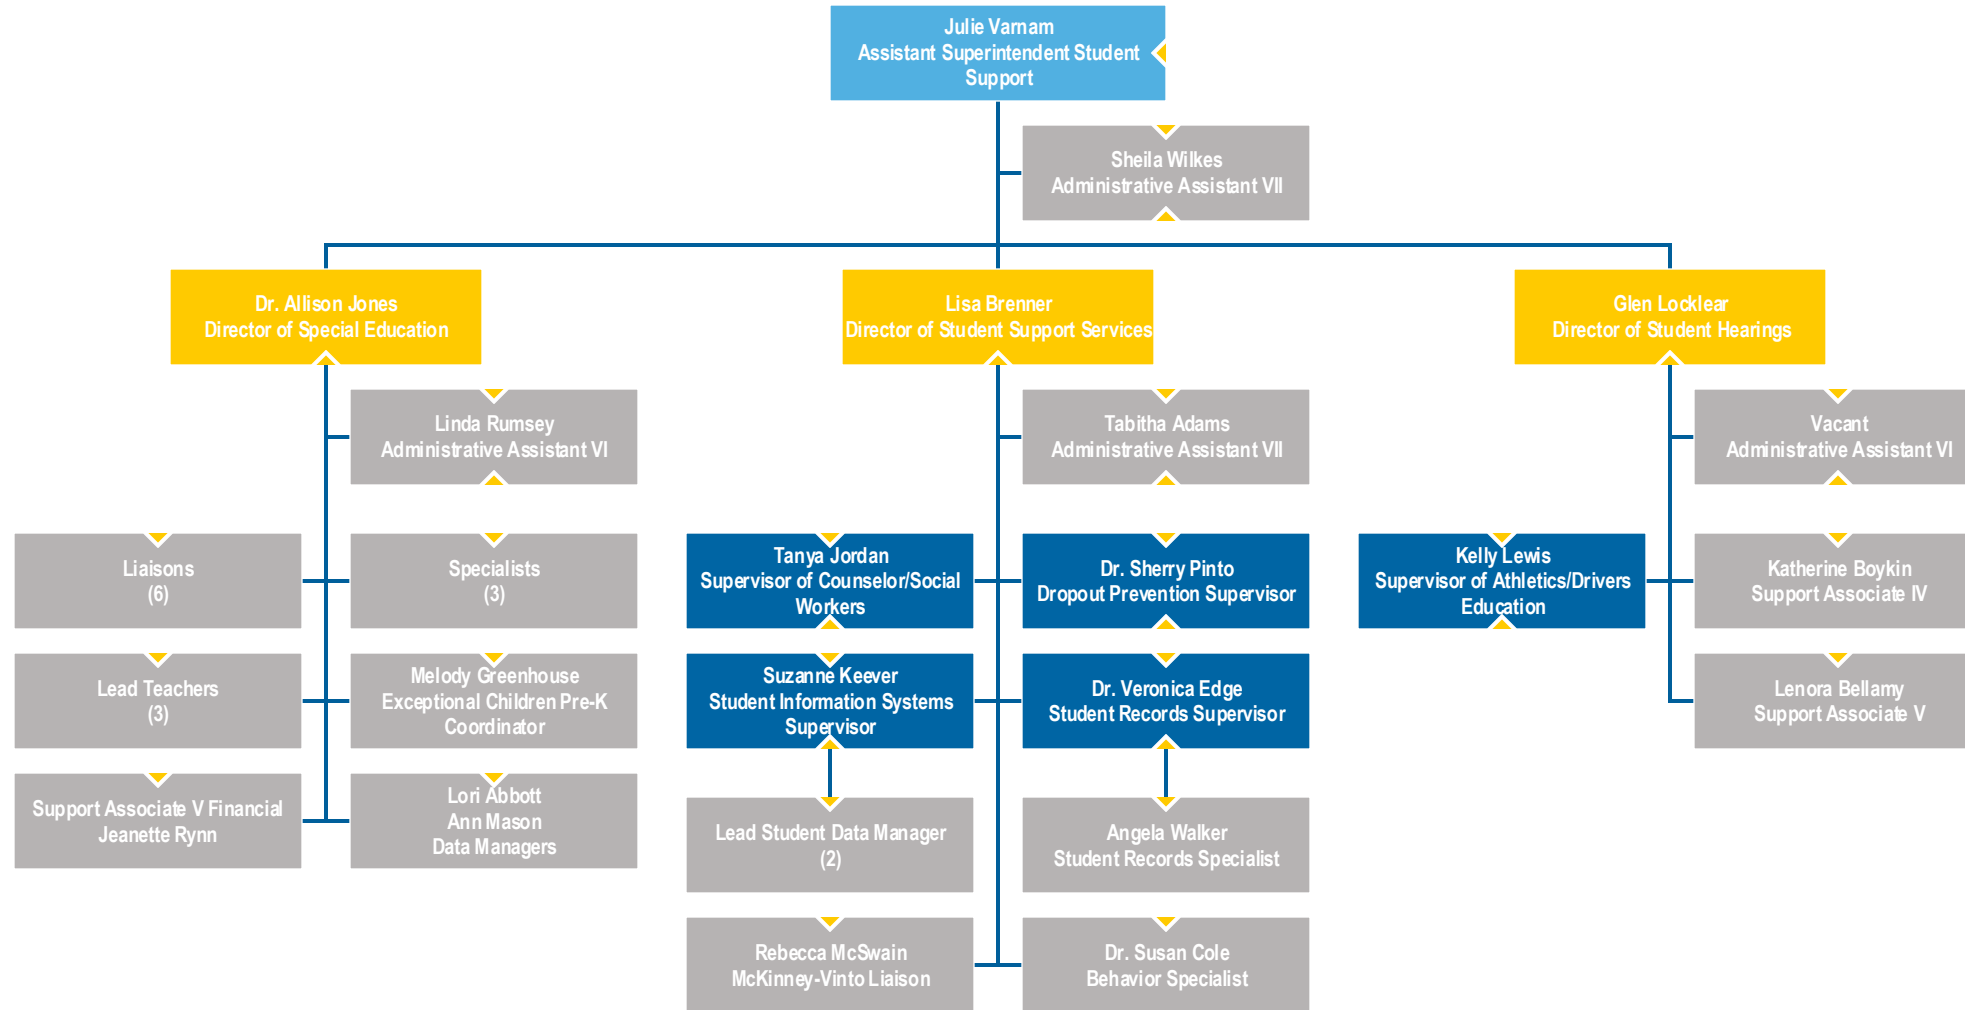 Julie Varnam
Assistant Superintendent Student
Support
Sheila Wilkes
Administrative Assistant VII
Dr. Allison Jones
Director of Special Education
Lisa Brenner
Director of Student Support Services
Glen Locklear
Director of Student Hearings
Linda Rumsey
Administrative Assistant VI
Tabitha Adams
Administrative Assistant VII
Vacant
Administrative Assistant VI
Liaisons
(6)
Specialists
(3)
Tanya Jordan
Supervisor of Counselor/Social
Workers
Dr. Sherry Pinto
Dropout Prevention Supervisor
Kelly Lewis
Supervisor of Athletics/Drivers
Education
Katherine Boykin
Support Associate IV
Lead Teachers
(3)
Melody Greenhouse
Exceptional Children Pre-K
Coordinator
Suzanne Keever
Student Information Systems
Supervisor
Dr. Veronica Edge
Student Records Supervisor
Lenora Bellamy
Support Associate V
Support Associate V Financial
Jeanette Rynn
Lori Abbott
Ann Mason
Data Managers
Lead Student Data Manager
(2)
Angela Walker
Student Records Specialist
Rebecca McSwain
McKinney-Vinto Liaison
Dr. Susan Cole
Behavior Specialist